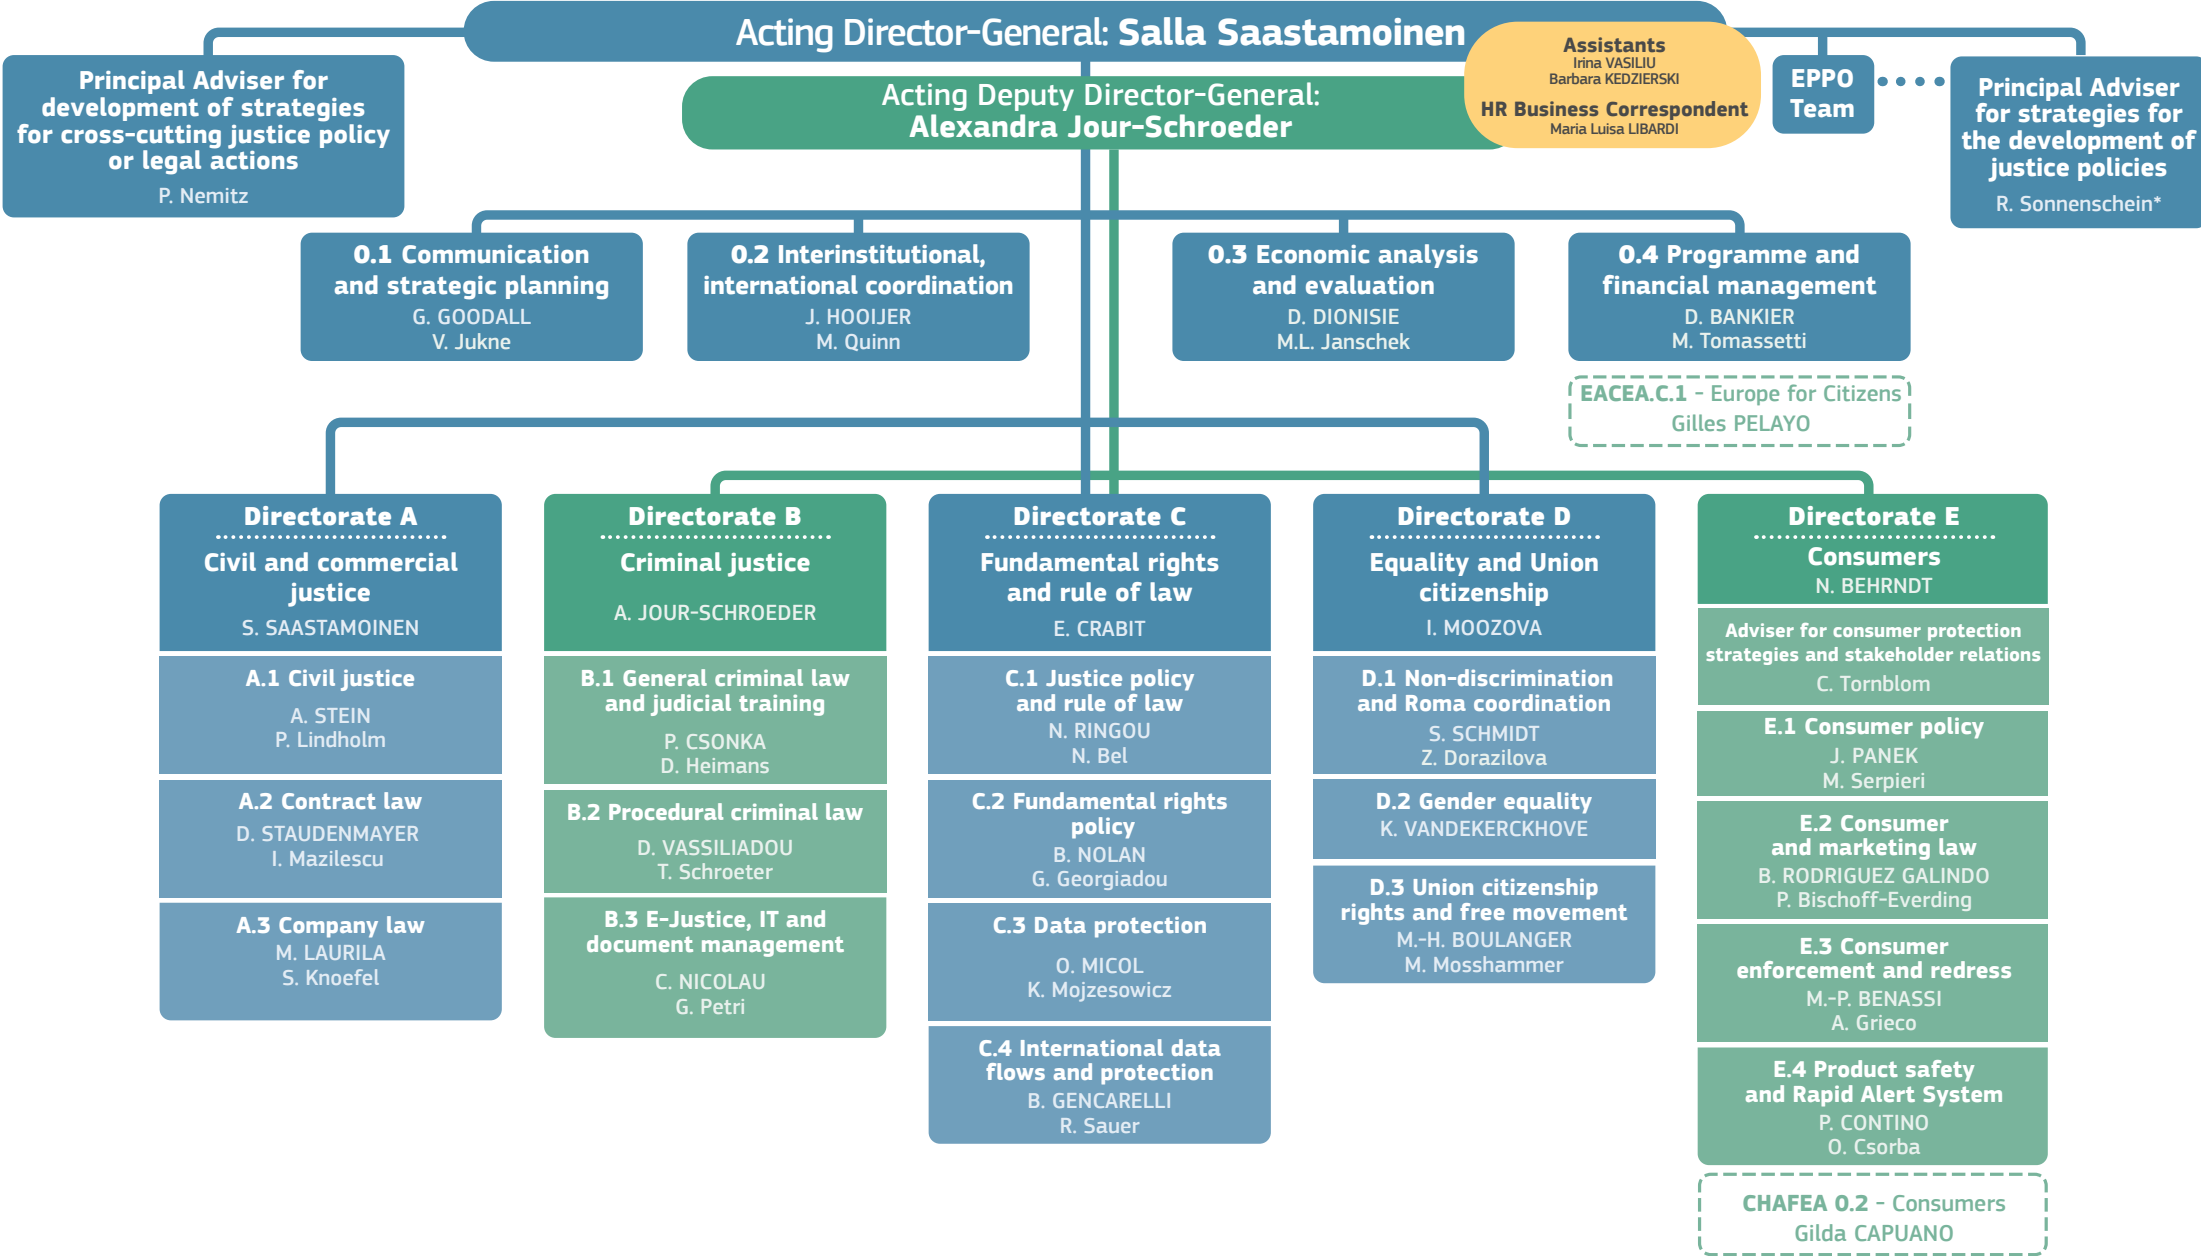 Acting Director-General: Salla Saastamoinen
Acting Deputy Director-General:
Alexandra Jour-Schroeder
Assistants
Irina VASILIU
Barbara KEDZIERSKI
HR Business Correspondent
Maria Luisa LIBARDI
Principal Adviser for
development of strategies
for cross-cutting justice policy
or legal actions
P. Nemitz
EPPO
Team
Principal Adviser
for strategies for
the development of
justice policies
R. Sonnenschein*
0.1 Communication
and strategic planning
G. GOODALL
V. Jukne
0.2 Interinstitutional,
international coordination
J. HOOIJER
M. Quinn
0.3 Economic analysis
and evaluation
D. DIONISIE
M.L. Janschek
0.4 Programme and
financial management
D. BANKIER
M. Tomassetti
EACEA.C.1 - Europe for Citizens
Gilles PELAYO
Directorate A
Civil and commercial
justice
S. SAASTAMOINEN
A.1 Civil justice
A. STEIN
P. Lindholm
A.2 Contract law
D. STAUDENMAYER
I. Mazilescu
A.3 Company law
M. LAURILA
S. Knoefel
Directorate B
Criminal justice
A. JOUR-SCHROEDER
B.1 General criminal law
and judicial training
P. CSONKA
D. Heimans
B.2 Procedural criminal law
D. VASSILIADOU
T. Schroeter
B.3 E-Justice, IT and
document management
C. NICOLAU
G. Petri
Directorate C
Fundamental rights
and rule of law
E. CRABIT
C.1 Justice policy
and rule of law
N. RINGOU
N. Bel
C.2 Fundamental rights
policy
B. NOLAN
G. Georgiadou
C.3 Data protection
O. MICOL
K. Mojzesowicz
C.4 International data
flows and protection
B. GENCARELLI
R. Sauer
Directorate D
Equality and Union
citizenship
I. MOOZOVA
D.1 Non-discrimination
and Roma coordination
S. SCHMIDT
Z. Dorazilova
D.2 Gender equality
K. VANDEKERCKHOVE
D.3 Union citizenship
rights and free movement
M.-H. BOULANGER
M. Mosshammer
Directorate E
Consumers
N. BEHRNDT
Adviser for consumer protection
strategies and stakeholder relations
C. Tornblom
E.1 Consumer policy
J. PANEK
M. Serpieri
E.2 Consumer
and marketing law
B. RODRIGUEZ GALINDO
P. Bischoff-Everding
E.3 Consumer
enforcement and redress
M.-P. BENASSI
A. Grieco
E.4 Product safety
and Rapid Alert System
P. CONTINO
O. Csorba
CHAFEA 0.2 - Consumers
Gilda CAPUANO